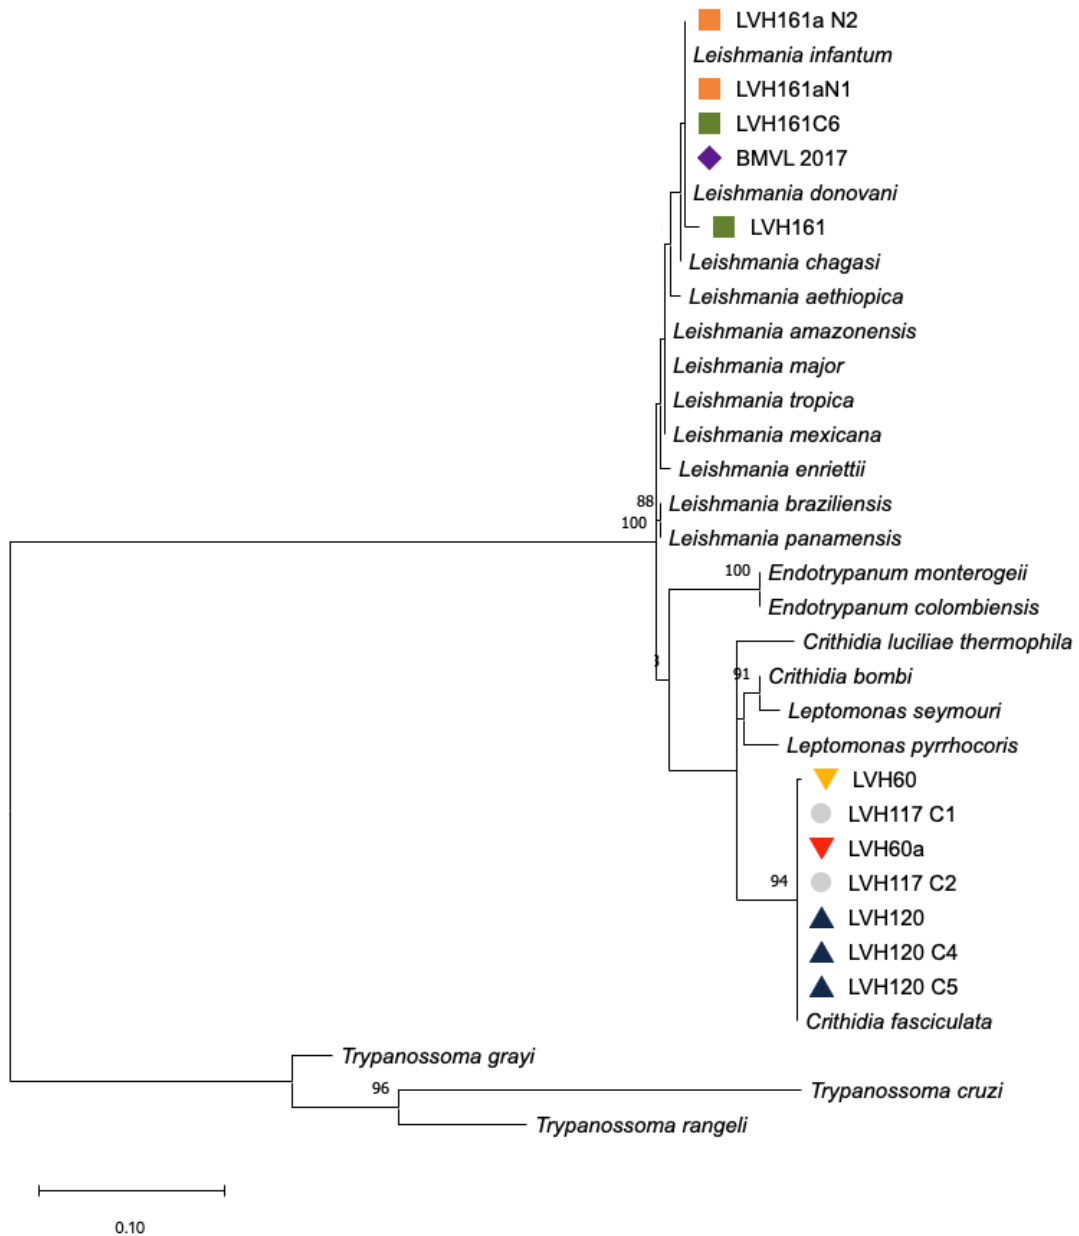 LVH161a N2
Leishmania infantum
LVH161aN1
LVH161C6
BMVL 2017
Leishmania donovani
LVH161
Leishmania chagasi
Leishmania aethiopica
Leishmania amazonensis
Leishmania major
Leishmania tropica
Leishmania mexicana
Leishmania enriettii
88
Leishmania braziliensis
100
Leishmania panamensis
100
Endotrypanum monterogeii
Endotrypanum colombiensis
Crithidia luciliae thermophila
91
Crithidia bombi
Leptomonas seymouri
Leptomonas pyrrhocoris
LVH60
LVH117 C1
LVH60a
94
LVH117 C2
LVH120
LVH120 C4
LVH120 C5
Crithidia fasciculata
Trypanossoma grayi
96
Trypanossoma cruzi
Trypanossoma rangeli
0.10